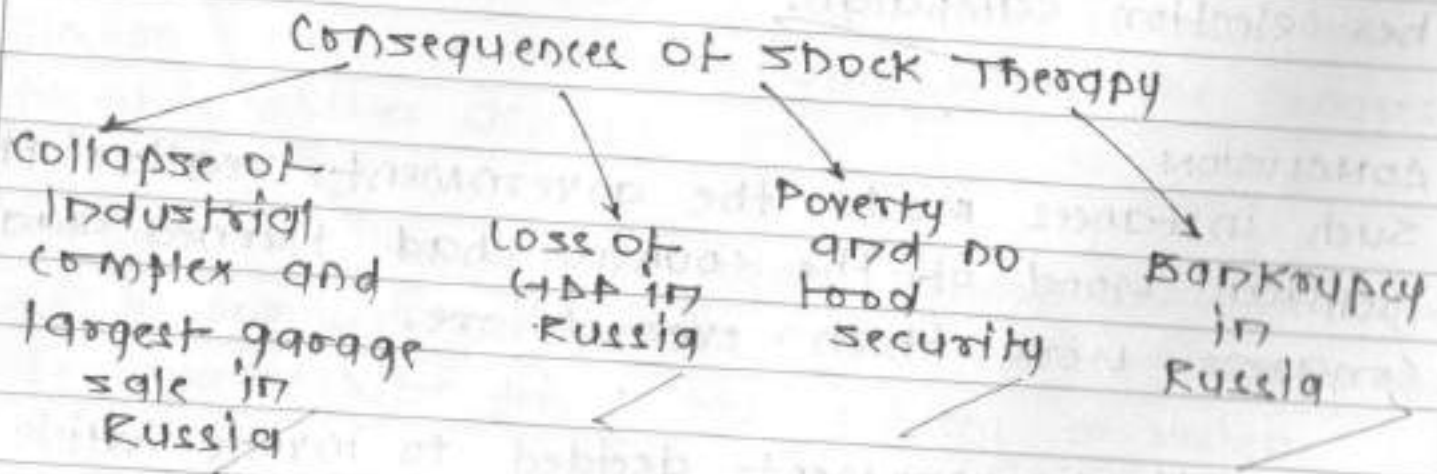 Consequences of Shock Therapy
Collapse of
Industrial
complex and
largest garage
sale in
Russia
Loss of
GDP in
Russia
Poverty
and no
food
security
Bankrupcy
in
Russia